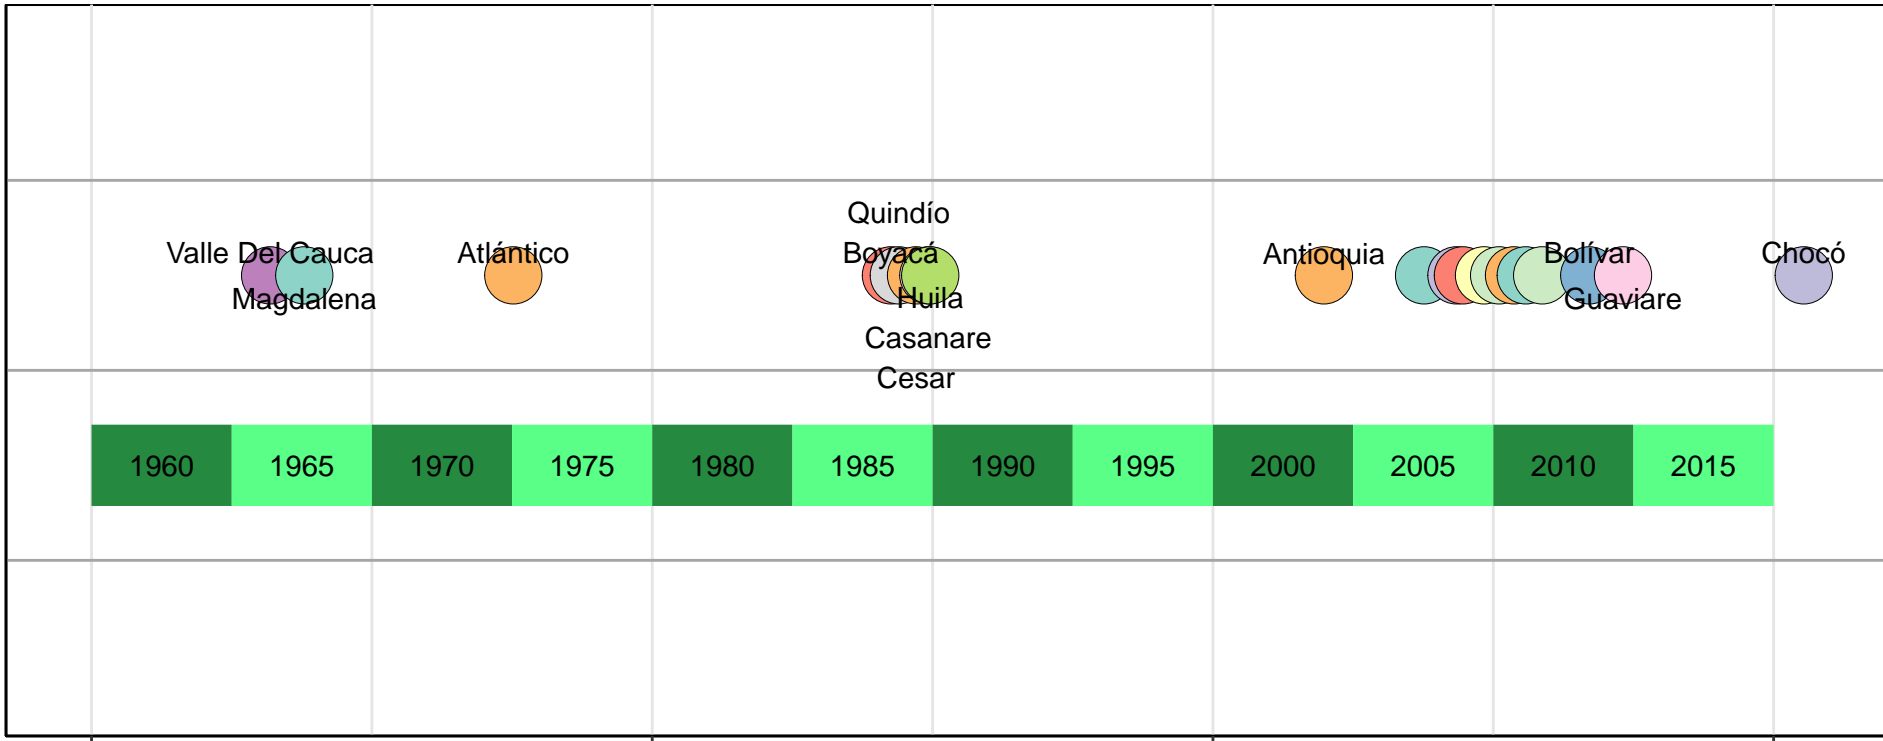 Quindío
Valle Del Cauca
Atlántico
Boyacá
Antioquia
Bolívar
Chocó
Magdalena
Huila
Guaviare
Casanare
Cesar
1960 1965 1970 1975 1980 1985 1990 1995 2000 2005 2010 2015